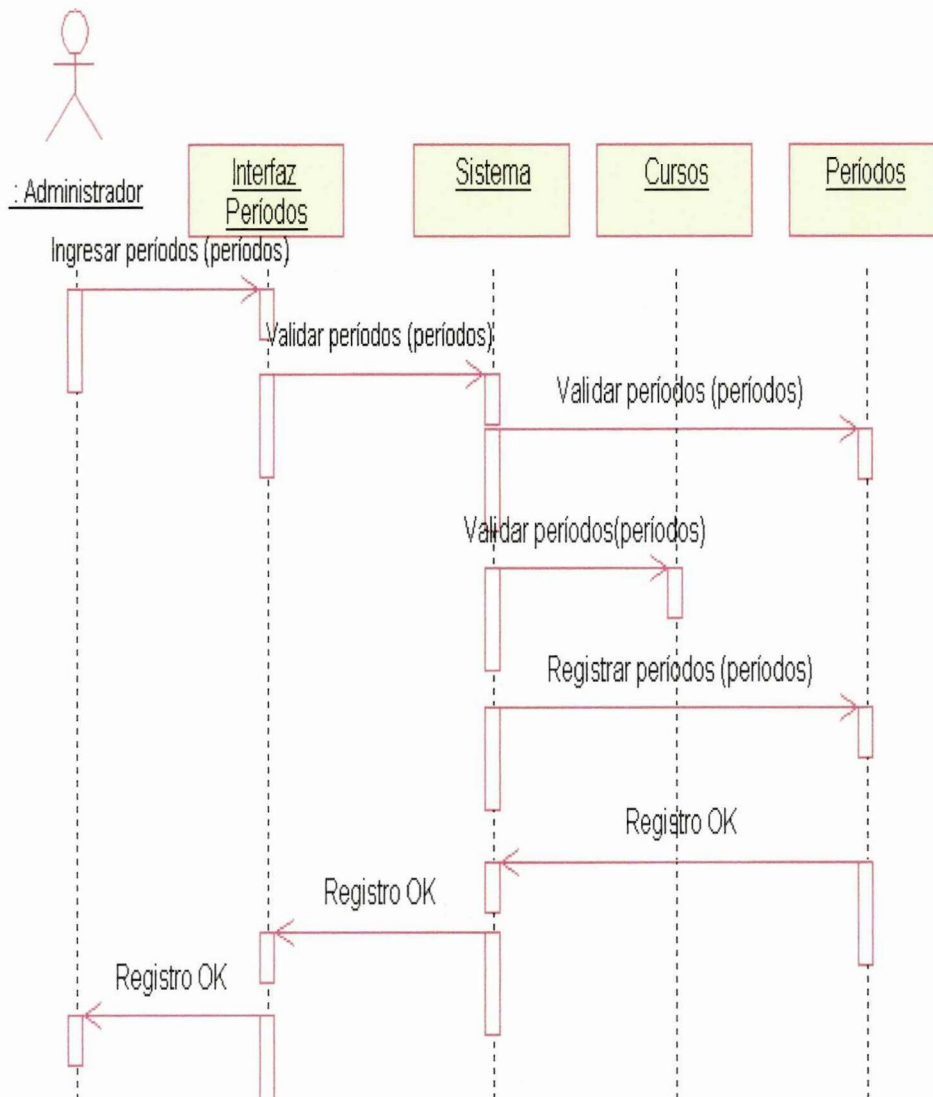 : Administrador
Interfaz
Períodos
Sistema
Cursos
Períodos
Ingresar períodos (períodos)
Validar períodos (períodos)
Validar períodos (períodos)
Validar períodos(períodos)
Registrar períodos (períodos)
Registro OK
Registro OK
Registro OK